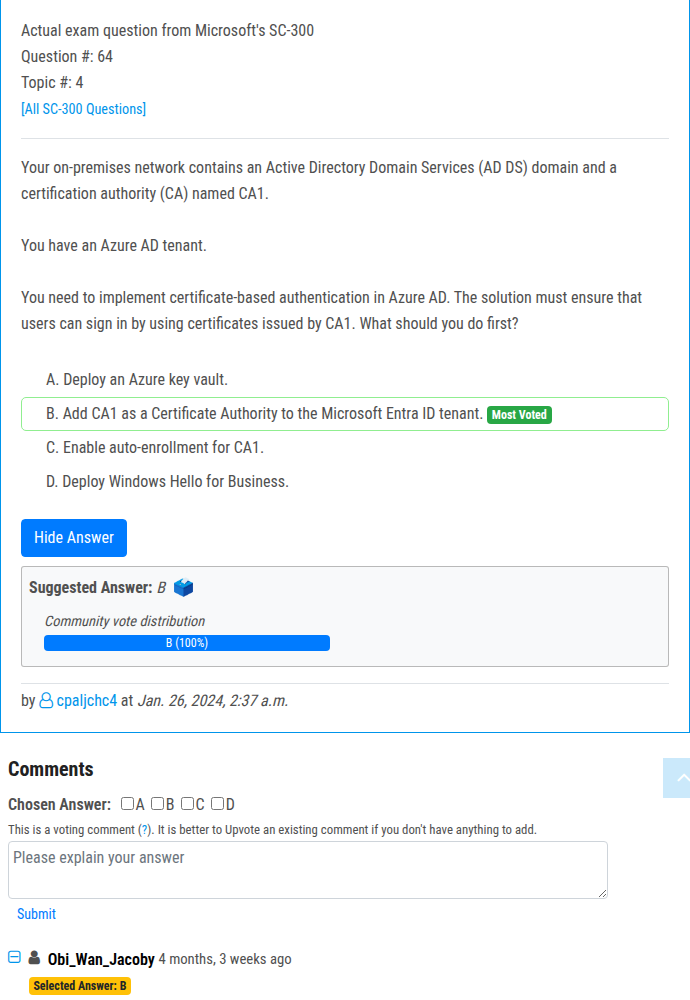 Actual exam question from Microsoft's SC-300
Question #: 64
Topic #: 4
[All SC-300 Questions]
Your on-premises network contains an Active Directory Domain Services (AD DS) domain and a
certification authority (CA) named CA1.
You have an Azure AD tenant.
You need to implement certificate-based authentication in Azure AD. The solution must ensure that
users can sign in by using certificates issued by CA1. What should you do first?
A. Deploy an Azure key vault.
B. Add CA1 as a Certificate Authority to the Microsoft Entra ID tenant. Most Voted
C. Enable auto-enrollment for CA1.
D. Deploy Windows Hello for Business.
Hide Answer
Suggested Answer: B
Community vote distribution
B (100%)
by cpaljchc4 at Jan. 26, 2024, 2:37 a.m.
Comments
Chosen Answer: A B C D
This is a voting comment (?). It is better to Upvote an existing comment if you don't have anything to add.
Please explain your answer
Submit
Obi_Wan_Jacoby 4 months, 3 weeks ago
Selected Answer: B